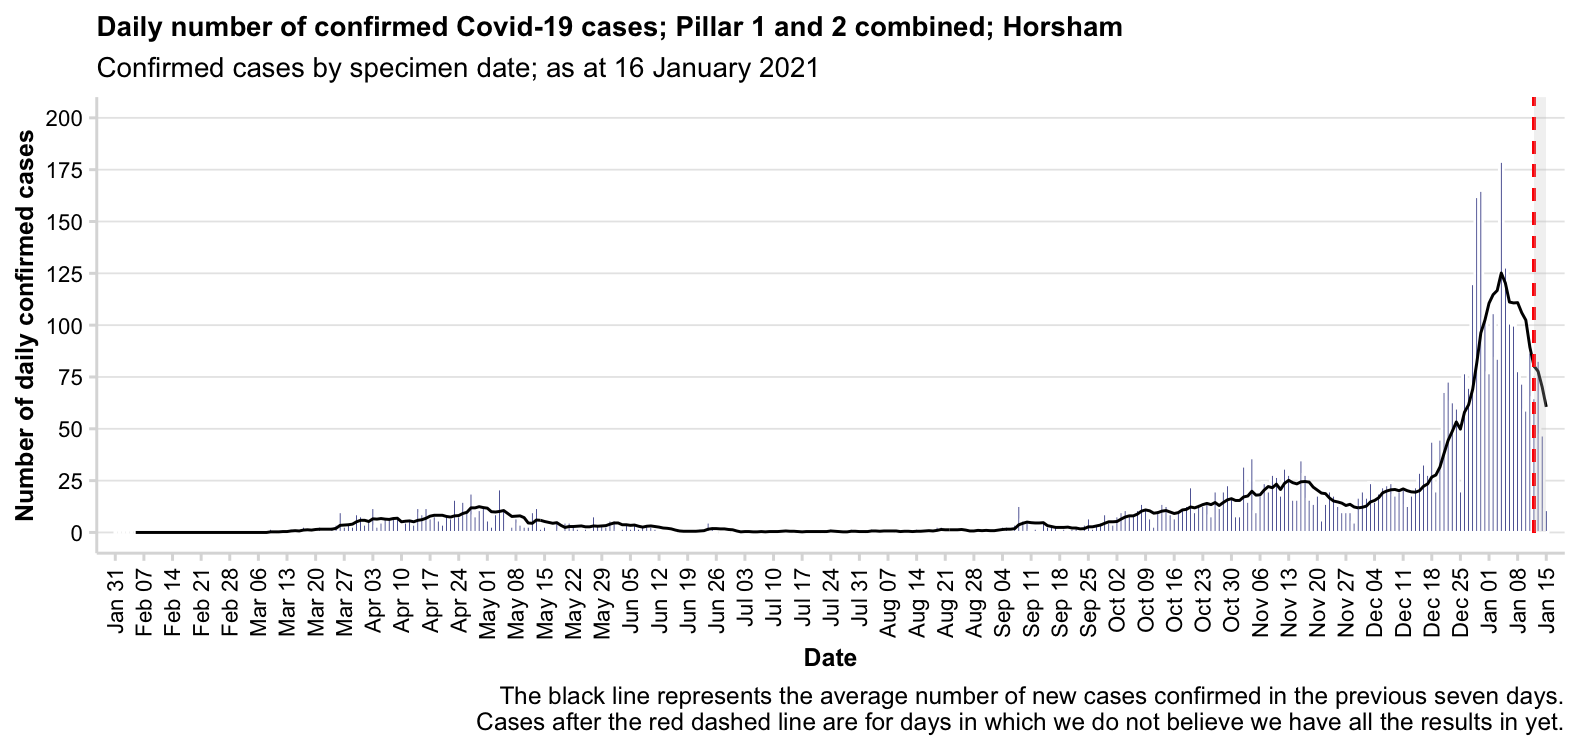 Daily number of confirmed Covid-19 cases; Pillar 1 and 2 combined; Horsham
Confirmed cases by specimen date; as at 16 January 2021
Number of daily confirmed cases
200
175
150
125
100
75
50
25
0
Jan 31
Feb 07
Feb 14
Feb 21
Feb 28
Mar 06
Mar 13
Mar 20
Mar 27
Apr 03
Apr 10
Apr 17
Apr 24
May 01
May 08
May 15
May 22
May 29
Jun 05
Jun 12
Jun 19
Jun 26
Jul 03
Jul 10
Jul 17
Jul 24
Jul 31
Aug 07
Aug 14
Aug 21
Aug 28
Sep 04
Sep 11
Sep 18
Sep 25
Oct 02
Oct 09
Oct 16
Oct 23
Oct 30
Nov 06
Nov 13
Nov 20
Nov 27
Dec 04
Dec 11
Dec 18
Dec 25
Jan 01
Jan 08
Jan 15
Date
The black line represents the average number of new cases confirmed in the previous seven days.
Cases after the red dashed line are for days in which we do not believe we have all the results in yet.